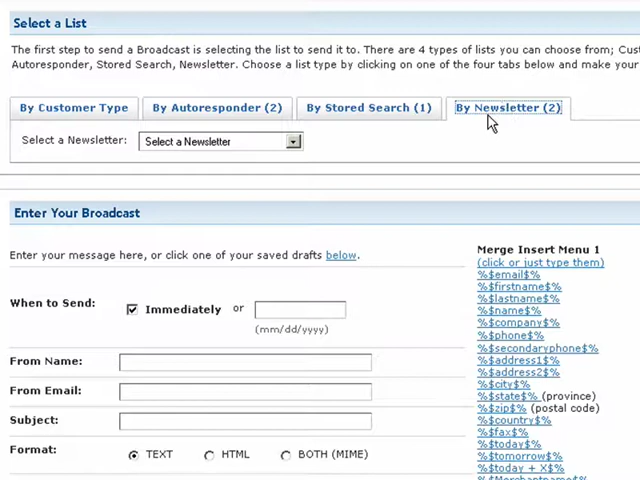 Select a List
The first step to send a Broadcast is selecting the list to send it to. There are 4 types of lists you can choose from;
Autoresponder, Stored Search, Newsletter. Choose a list type by clicking on one of the four tabs below and make your
By Customer Type By Autoresponder (2) By Stored Search (1) By Newsletter (2)
Select a Newsletter: Select a Newsletter
Enter Your Broadcast
Enter your message here, or click one of your saved drafts below.
When to Send: Immediately or
(mm/dd/yyyy)
From Name:
From Email:
Subject:
Format: TEXT HTML BOTH (MIME)
Merge Insert Menu 1
(click or just type them)
%$email$%
%$firstname$%
%$lastname$%
%$name$%
%$company$%
%$phone$%
%$secondaryphone$%
%$address1$%
%$address2$%
%$city$%
%$state$% (province)
%$zip$% (postal code)
%$country$%
%$fax$%
%$today$%
%$tomorrow$%
%$today + X$%